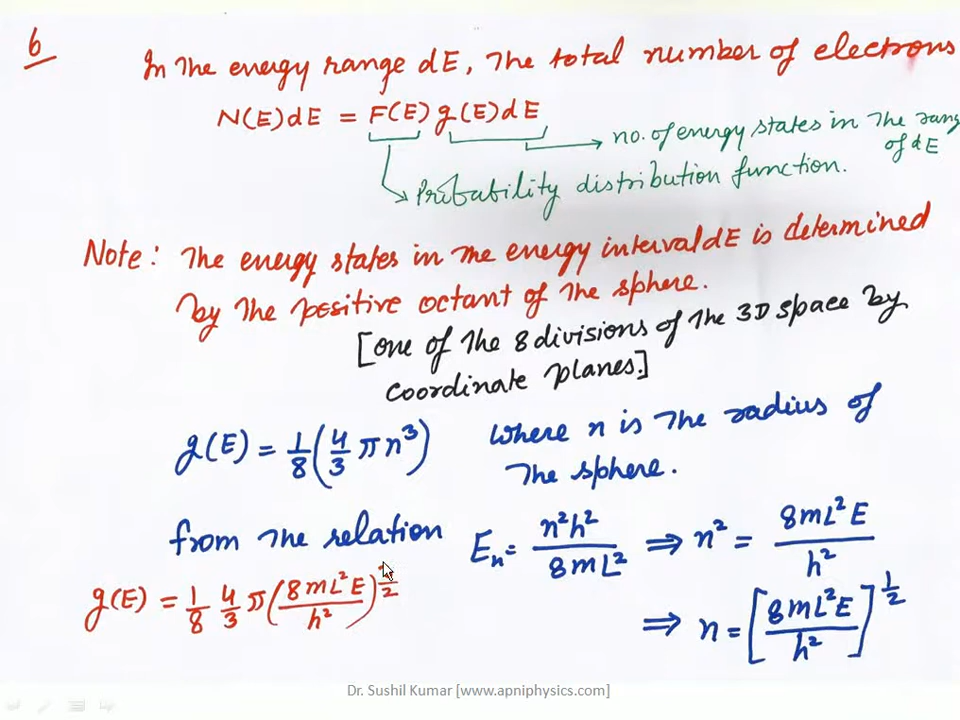 6
In the energy range dE, the total number of electrons
N(E)dE = F(E) g(E)dE
no. of energy states in the rang
of dE
Probability distribution function.
Note: The energy states in the energy interval dE is determined
by the positive octant of the sphere.
[one of the 8 divisions of the 3D space by
coordinate planes.]
g(E) = 1/8 (4/3 πn³) where n is the radius of
the sphere.
from the relation Eₙ = n²h²/8mL² ⇒ n² = 8mL²E/h²
g(E) = 1/8 4/3 π(8mL²E/h²)
⇒ n = [8mL²E/h²]^1/2
Dr. Sushil Kumar [www.apniphysics.com]